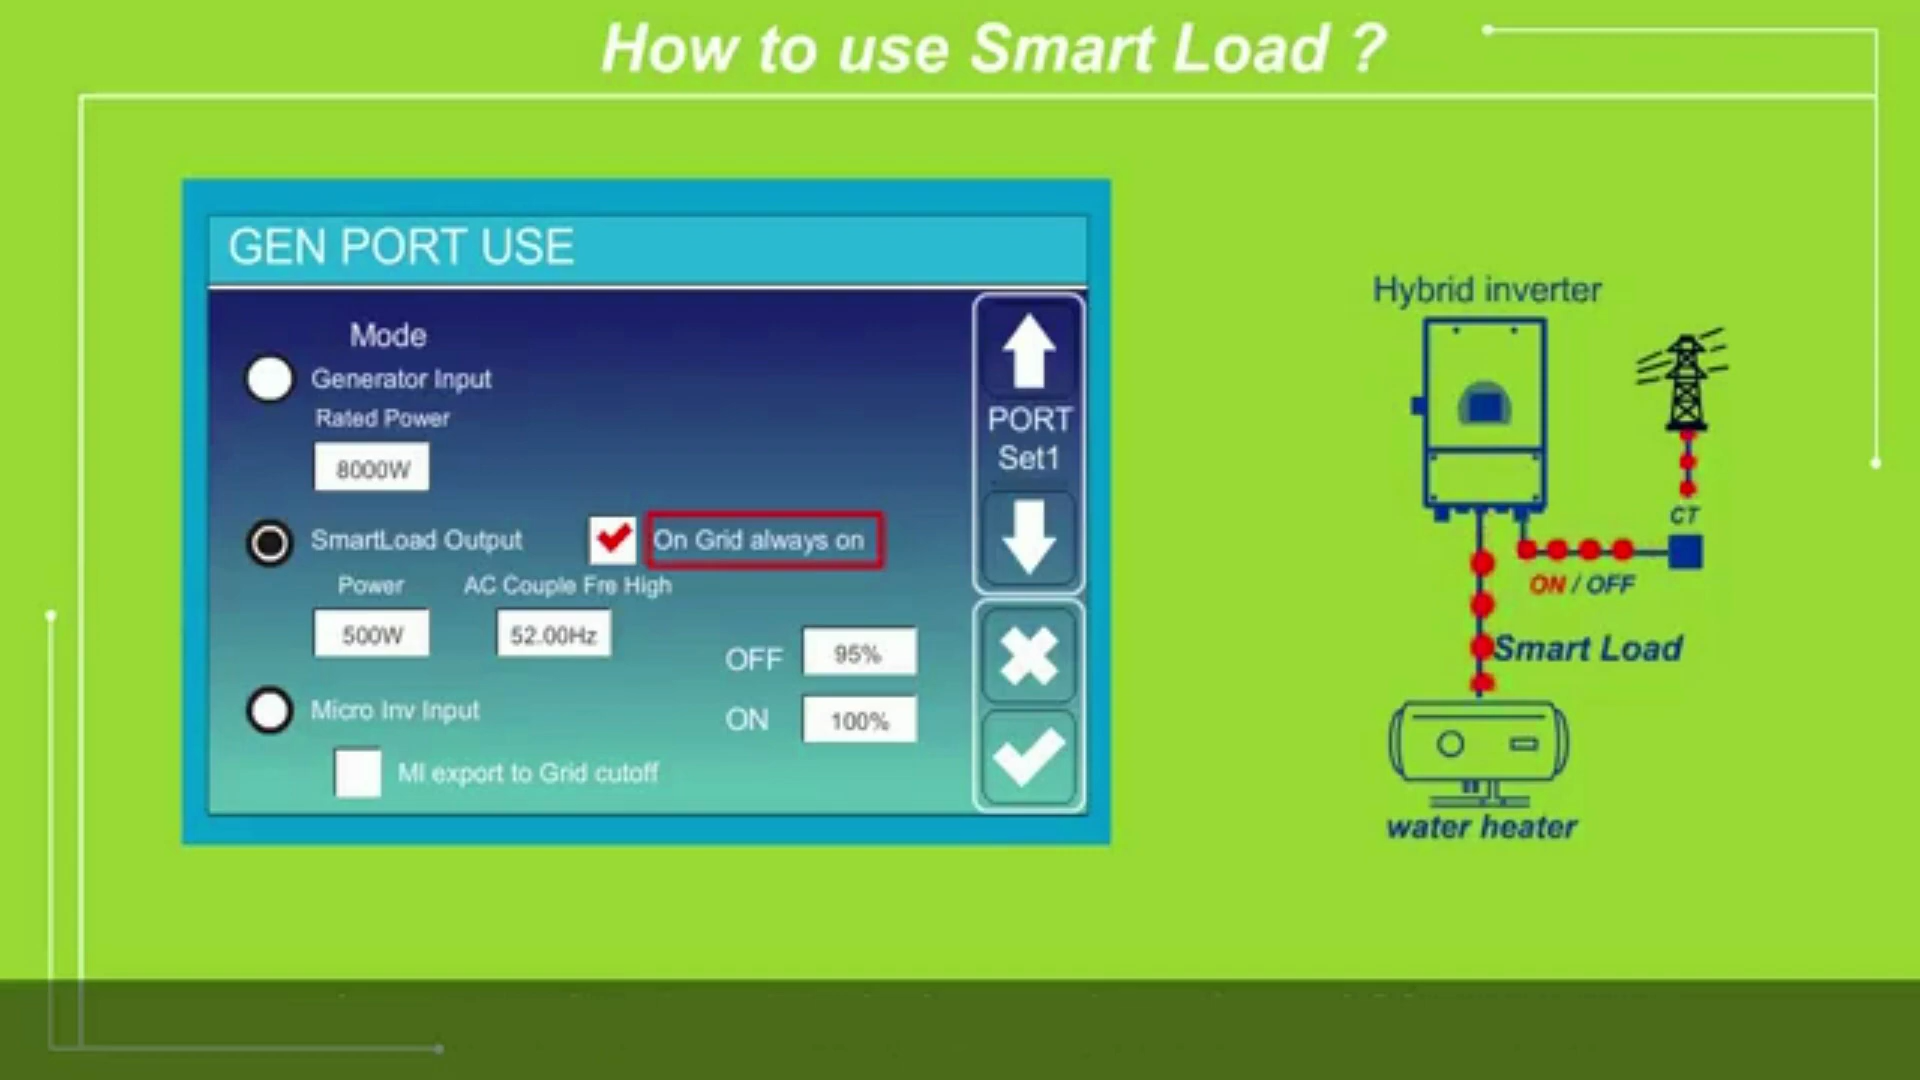 How to use Smart Load ?
GEN PORT USE
Mode
Generator Input
Rated Power
8000W
SmartLoad Output
On Grid always on
Power
AC Couple Fre High
500W
52.00Hz
OFF
95%
ON
100%
Micro Inv Input
MI export to Grid cutoff
PORT
Set1
Hybrid inverter
CT
ON / OFF
Smart Load
water heater